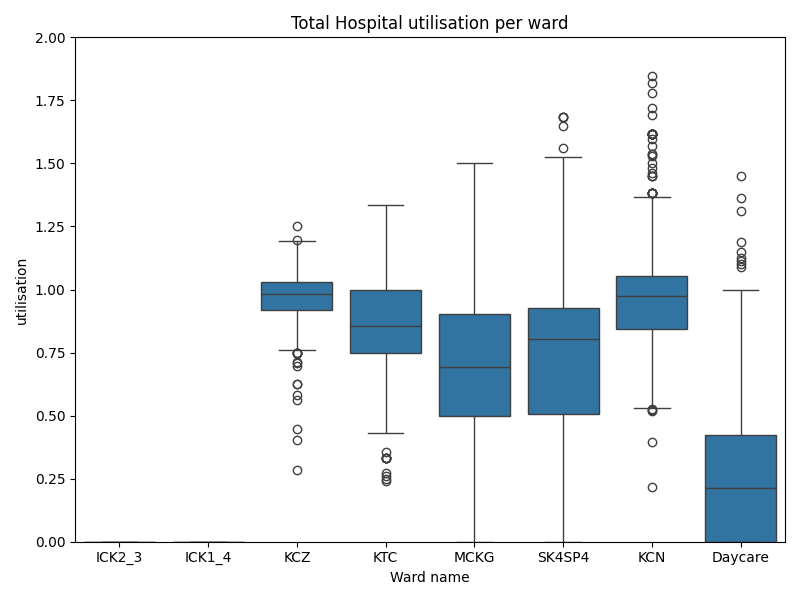 Total Hospital utilisation per ward
2.00
1.75
1.50
1.25
1.00
0.75
0.50
0.25
0.00
utilisation
ICK2_3 ICK1_4 KCZ KTC MCKG SK4SP4 KCN Daycare
Ward name